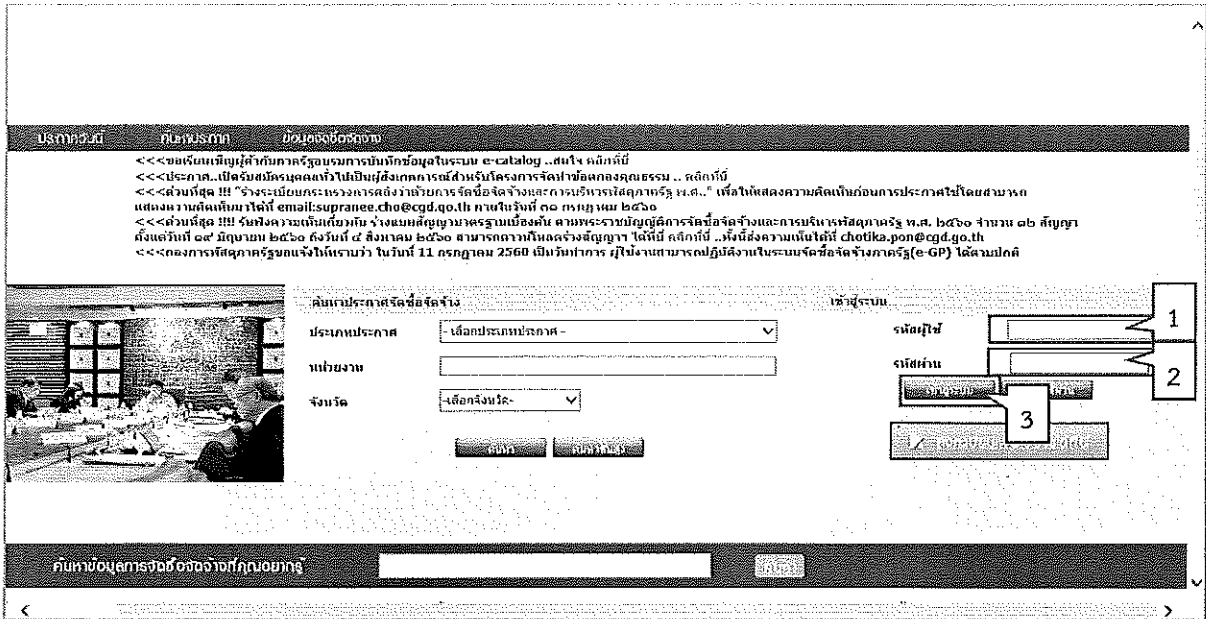 ประกาศวันนี้ ค้นหาประกาศ ข้อมูลจัดซื้อจัดจ้าง
<<<ขอเรียนเชิญผู้ค้ากับภาครัฐอบรมการบันทึกข้อมูลในระบบ e-catalog ..สนใจ คลิกที่นี่
<<<ประกาศ..เปิดรับสมัครบุคคลทั่วไปเป็นผู้สังเกตการณ์สำหรับโครงการจัดทำข้อตกลงคุณธรรม .. คลิกที่นี่
<<<ด่วนที่สุด !!! "ร่างระเบียบกระทรวงการคลังว่าด้วยการจัดซื้อจัดจ้างและการบริหารพัสดุภาครัฐ พ.ศ.." เพื่อให้แสดงความคิดเห็นก่อนการประกาศใช้โดยสามารถ
แสดงความคิดเห็นมาได้ที่ email:supranee.cho@cgd.go.th ภายในวันที่ ๓๐ กรกฎาคม ๒๕๖๐
<<<ด่วนที่สุด !!!! รับฟังความเห็นเกี่ยวกับ ร่างแบบสัญญามาตรฐานเบื้องต้น ตามพระราชบัญญัติการจัดซื้อจัดจ้างและการบริหารพัสดุภาครัฐ พ.ศ. ๒๕๖๐ จำนวน ๑๒ สัญญา
ตั้งแต่วันที่ ๑๙ มิถุนายน ๒๕๖๐ ถึงวันที่ ๔ สิงหาคม ๒๕๖๐ สามารถดาวน์โหลดร่างสัญญาฯ ได้ที่นี่ คลิกที่นี่ ..ทั้งนี้ส่งความเห็นได้ที่ chotika.pon@cgd.go.th
<<<กองการพัสดุภาครัฐขอแจ้งให้ทราบว่า ในวันที่ 11 กรกฎาคม 2560 เป็นวันทำการ ผู้ใช้งานสามารถปฏิบัติงานในระบบจัดซื้อจัดจ้างภาครัฐ(e-GP) ได้ตามปกติ
ค้นหาประกาศจัดซื้อจัดจ้าง เข้าสู่ระบบ
ประเภทประกาศ - เลือกประเภทประกาศ - รหัสผู้ใช้ 1
หน่วยงาน รหัสผ่าน 2
จังหวัด -เลือกจังหวัด- 3
ค้นหา ค้นหาขั้นสูง
ค้นหาข้อมูลการจัดซื้อจัดจ้างที่คุณอยากรู้ ค้นหา